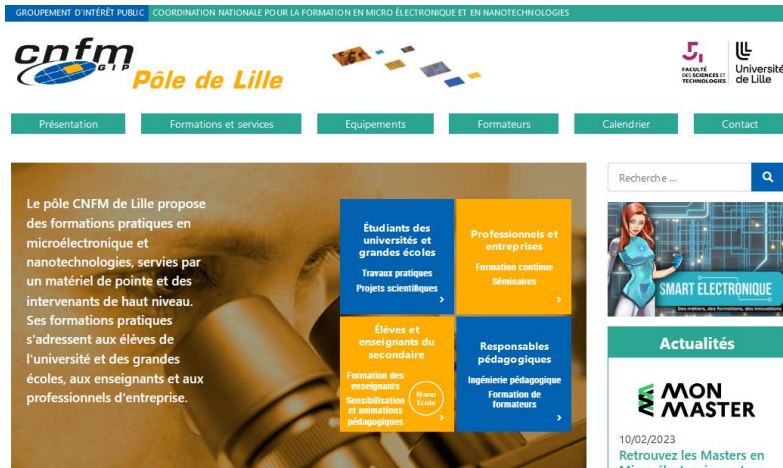 GROUPEMENT D'INTÉRÊT PUBLIC COORDINATION NATIONALE POUR LA FORMATION EN MICRO ÉLECTRONIQUE ET EN NANOTECHNOLOGIES
cnfm
GIP
Pôle de Lille
FACULTÉ
DES SCIENCES ET
TECHNOLOGIES
Université
de Lille
Présentation
Formations et services
Equipements
Formateurs
Calendrier
Contact
Le pôle CNFM de Lille propose
des formations pratiques en
microélectronique et
nanotechnologies, servies par
un matériel de pointe et des
intervenants de haut niveau.
Ses formations pratiques
s'adressent aux élèves de
l'université et des grandes
écoles, aux enseignants et aux
professionnels d'entreprise.
Étudiants des
universités et
grandes écoles
Travaux pratiques
Projets scientifiques
Professionnels et
entreprises
Formation continue
Séminaires
Élèves et
enseignants du
secondaire
Formation des
enseignants
Sensibilisation
et animations
pédagogiques
Nano
École
Responsables
pédagogiques
Ingénierie pédagogique
Formation de
formateurs
Recherche ...
SMART ELECTRONIQUE
Des métiers, des formations, des innovations
Actualités
MON
MASTER
10/02/2023
Retrouvez les Masters en